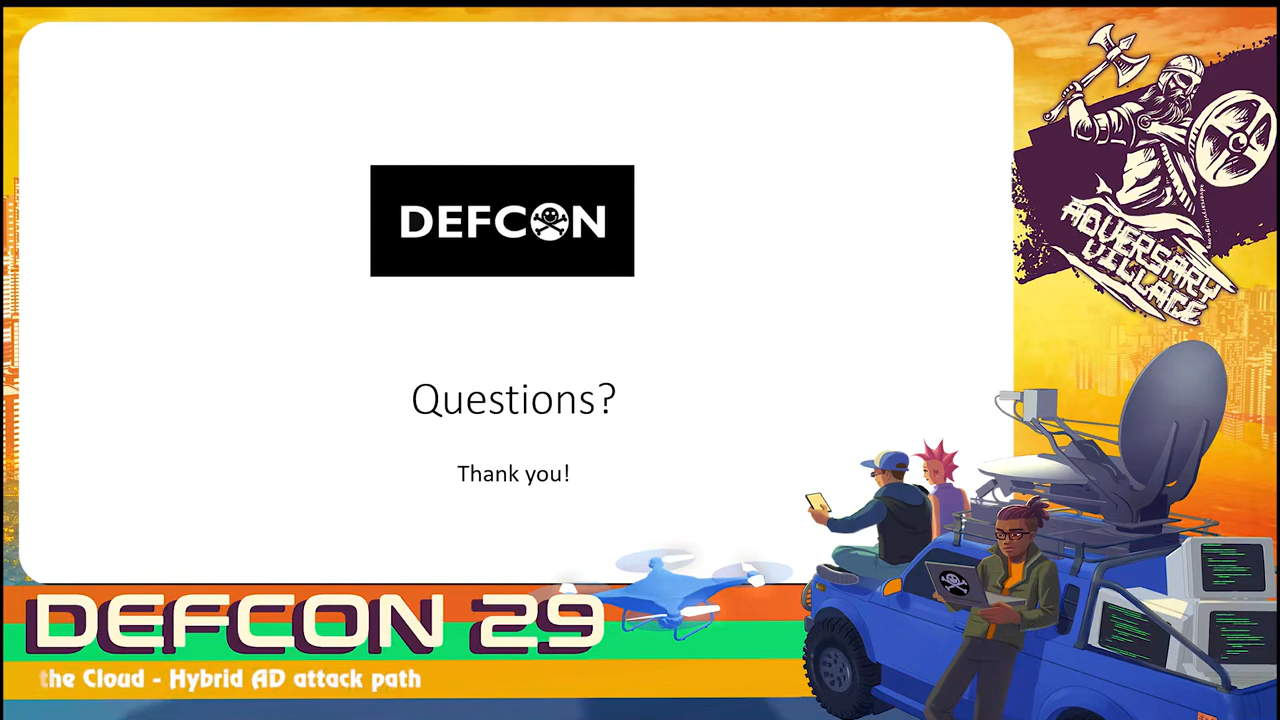 DEFCON
Questions?
Thank you!
ADVERSARY
VILLAGE
DEFCON 29
the Cloud - Hybrid AD attack path